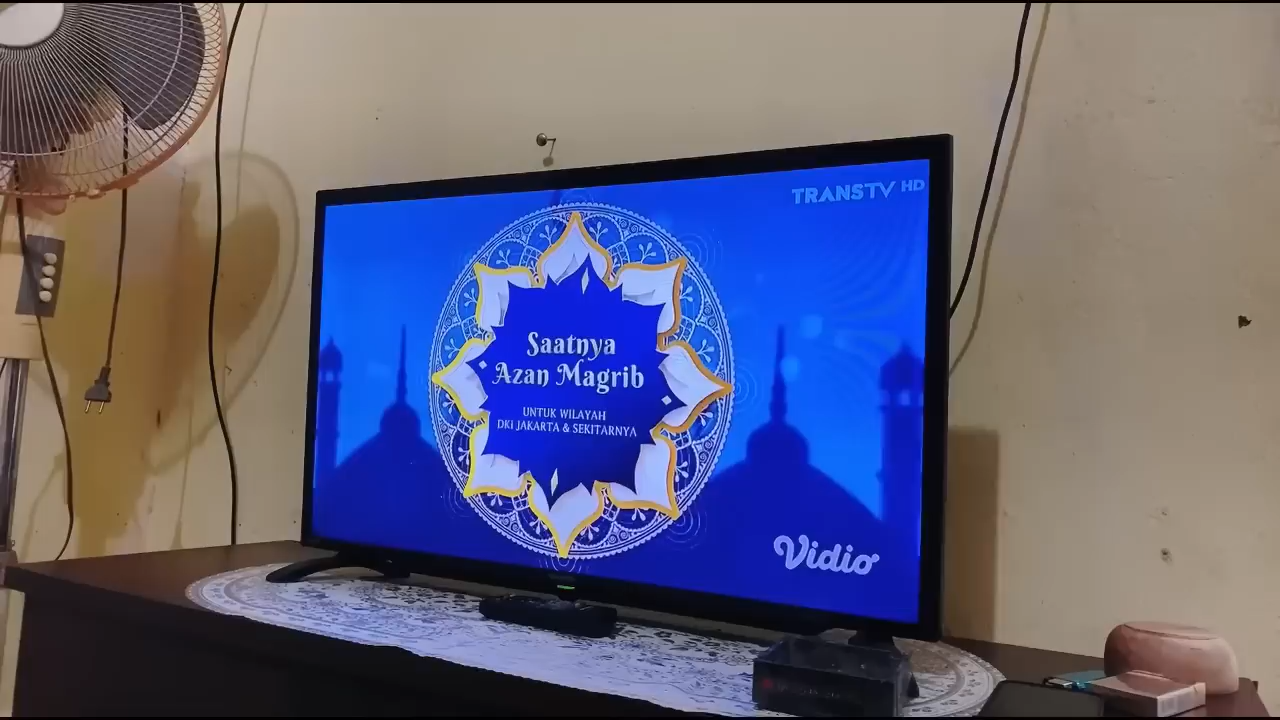 TRANSTV HD
Saatnya
Azan Magrib
UNTUK WILAYAH
DKI JAKARTA & SEKITARNYA
Vidio